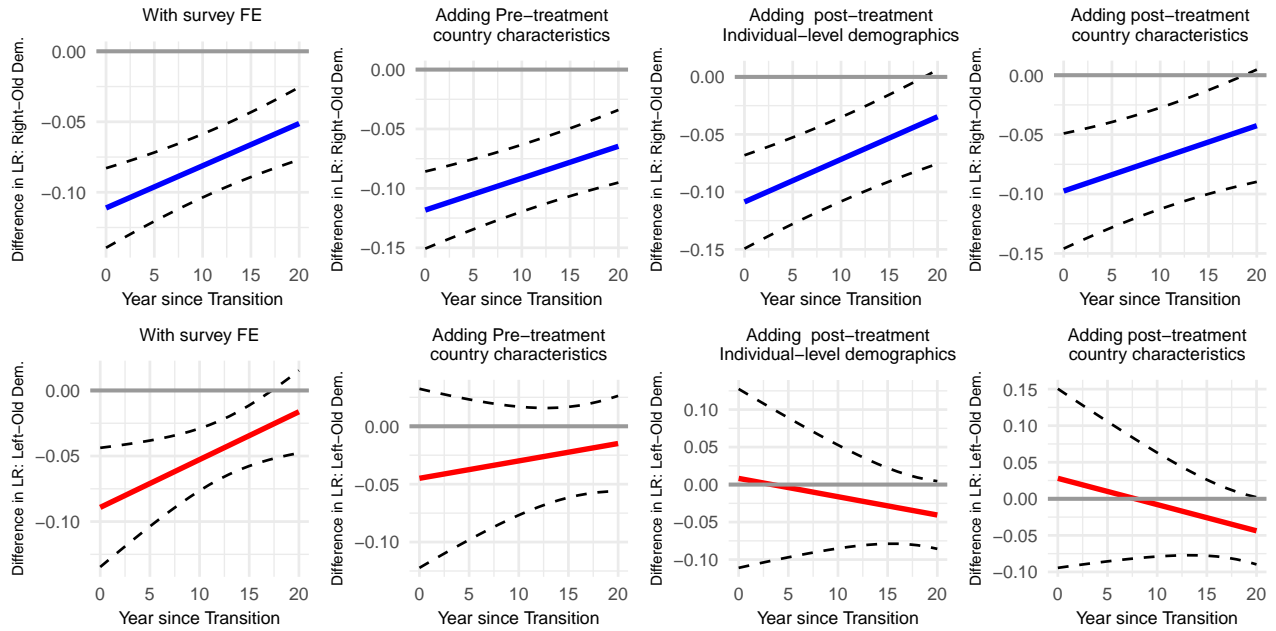 With survey FE
Difference in LR: Right−Old Dem.
0.00
−0.05
−0.10
0 5 10 15 20
Year since Transition
Adding Pre−treatment
country characteristics
Difference in LR: Right−Old Dem.
0.00
−0.05
−0.10
−0.15
0 5 10 15 20
Year since Transition
Adding post−treatment
Individual−level demographics
Difference in LR: Right−Old Dem.
0.00
−0.05
−0.10
−0.15
0 5 10 15 20
Year since Transition
Adding post−treatment
country characteristics
Difference in LR: Right−Old Dem.
0.00
−0.05
−0.10
−0.15
0 5 10 15 20
Year since Transition
With survey FE
Difference in LR: Left−Old Dem.
0.00
−0.05
−0.10
0 5 10 15 20
Year since Transition
Adding Pre−treatment
country characteristics
Difference in LR: Left−Old Dem.
0.00
−0.05
−0.10
0 5 10 15 20
Year since Transition
Adding post−treatment
Individual−level demographics
Difference in LR: Left−Old Dem.
0.10
0.05
0.00
−0.05
−0.10
0 5 10 15 20
Year since Transition
Adding post−treatment
country characteristics
Difference in LR: Left−Old Dem.
0.15
0.10
0.05
0.00
−0.05
−0.10
0 5 10 15 20
Year since Transition